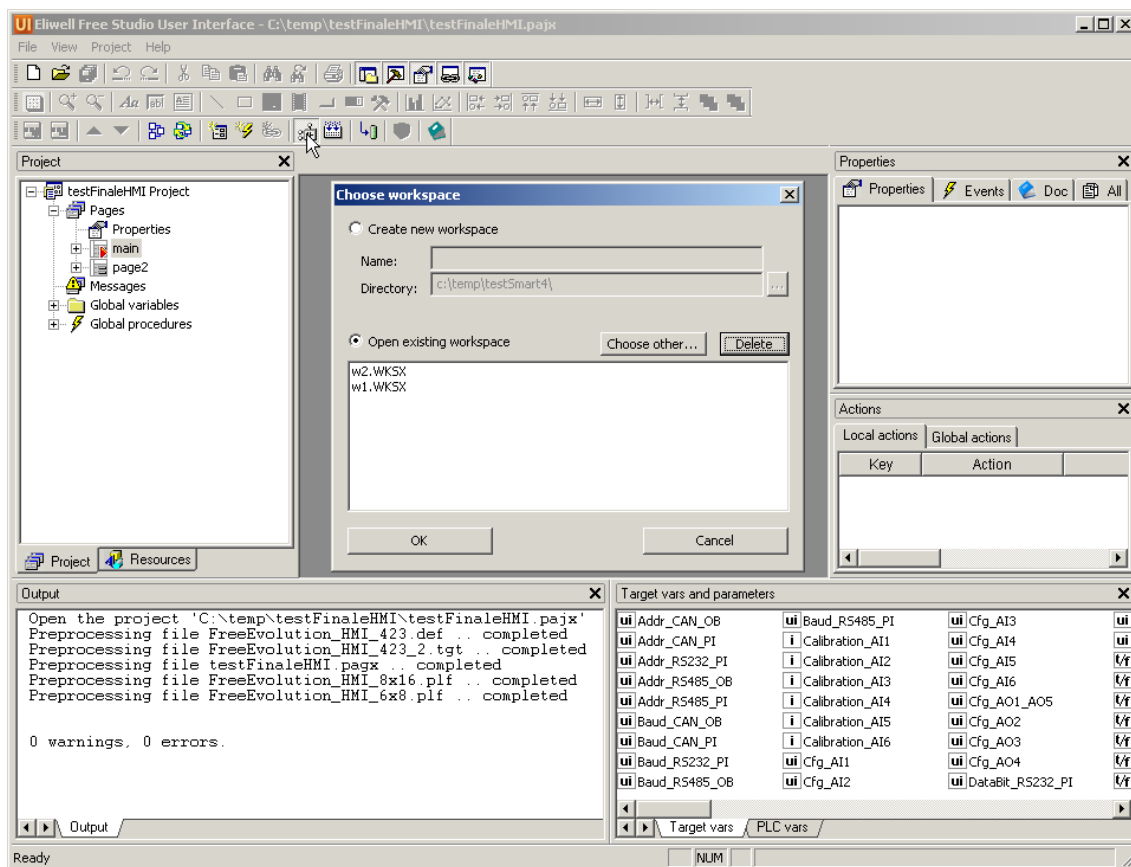 UI Eliwell Free Studio User Interface - C:\temp\testFinaleHMI\testFinaleHMI.pajx
File View Project Help
Project
testFinaleHMI Project
Pages
Properties
main
page2
Messages
Global variables
Global procedures
Project Resources
Choose workspace
Create new workspace
Name:
Directory: c:\temp\testSmart4\ ...
Open existing workspace Choose other... Delete
w2.WKSX
w1.WKSX
OK Cancel
Properties
Properties Events Doc All
Actions
Local actions Global actions
Key Action
Output
Open the project 'C:\temp\testFinaleHMI\testFinaleHMI.pajx'
Preprocessing file FreeEvolution_HMI_423.def .. completed
Preprocessing file FreeEvolution_HMI_423_2.tgt .. completed
Preprocessing file testFinaleHMI.pagx .. completed
Preprocessing file FreeEvolution_HMI_8x16.plf .. completed
Preprocessing file FreeEvolution_HMI_6x8.plf .. completed
0 warnings, 0 errors.
Output
Target vars and parameters
ui Addr_CAN_OB ui Baud_RS485_PI ui Cfg_AI3 ui
ui Addr_CAN_PI i Calibration_AI1 ui Cfg_AI4 ui
ui Addr_RS232_PI i Calibration_AI2 ui Cfg_AI5 t/f
ui Addr_RS485_OB i Calibration_AI3 ui Cfg_AI6 t/f
ui Addr_RS485_PI i Calibration_AI4 ui Cfg_AO1_AO5 t/f
ui Baud_CAN_OB i Calibration_AI5 ui Cfg_AO2 t/f
ui Baud_CAN_PI i Calibration_AI6 ui Cfg_AO3 t/f
ui Baud_RS232_PI ui Cfg_AI1 ui Cfg_AO4 t/f
ui Baud_RS485_OB ui Cfg_AI2 ui DataBit_RS232_PI t/f
Target vars PLC vars
Ready NUM